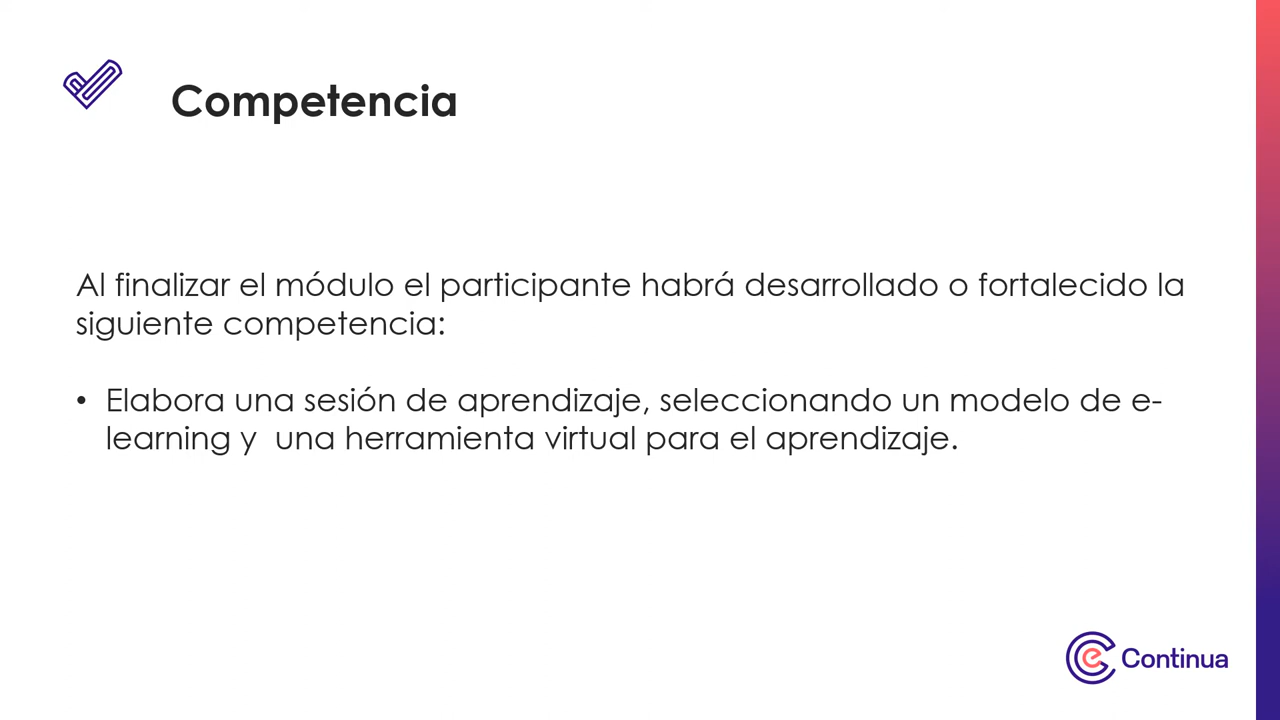 Competencia
Al finalizar el módulo el participante habrá desarrollado o fortalecido la
siguiente competencia:
• Elabora una sesión de aprendizaje, seleccionando un modelo de e-
learning y  una herramienta virtual para el aprendizaje.
e Continua